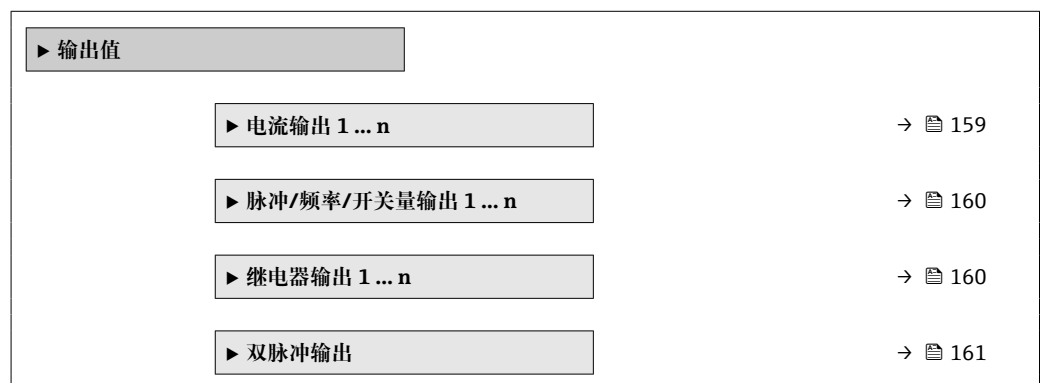 ▶ 输出值
▶ 电流输出 1 ... n → 159
▶ 脉冲/频率/开关量输出 1 ... n → 160
▶ 继电器输出 1 ... n → 160
▶ 双脉冲输出 → 161